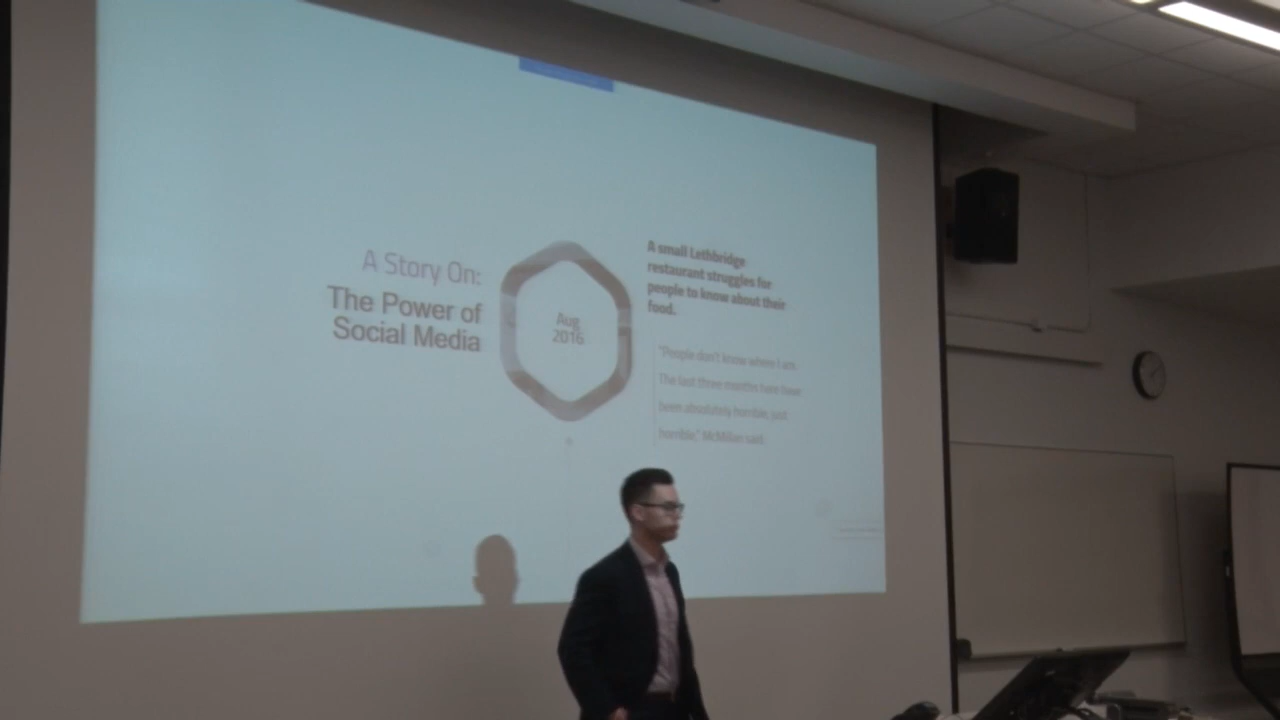 A Story On:
The Power of
Social Media
Aug
2016
A small Lethbridge
restaurant struggles for
people to know about their
food.
"People don't know where I am.
The last three months have been
been absolutely horrible, just
horrible," McMillan said.